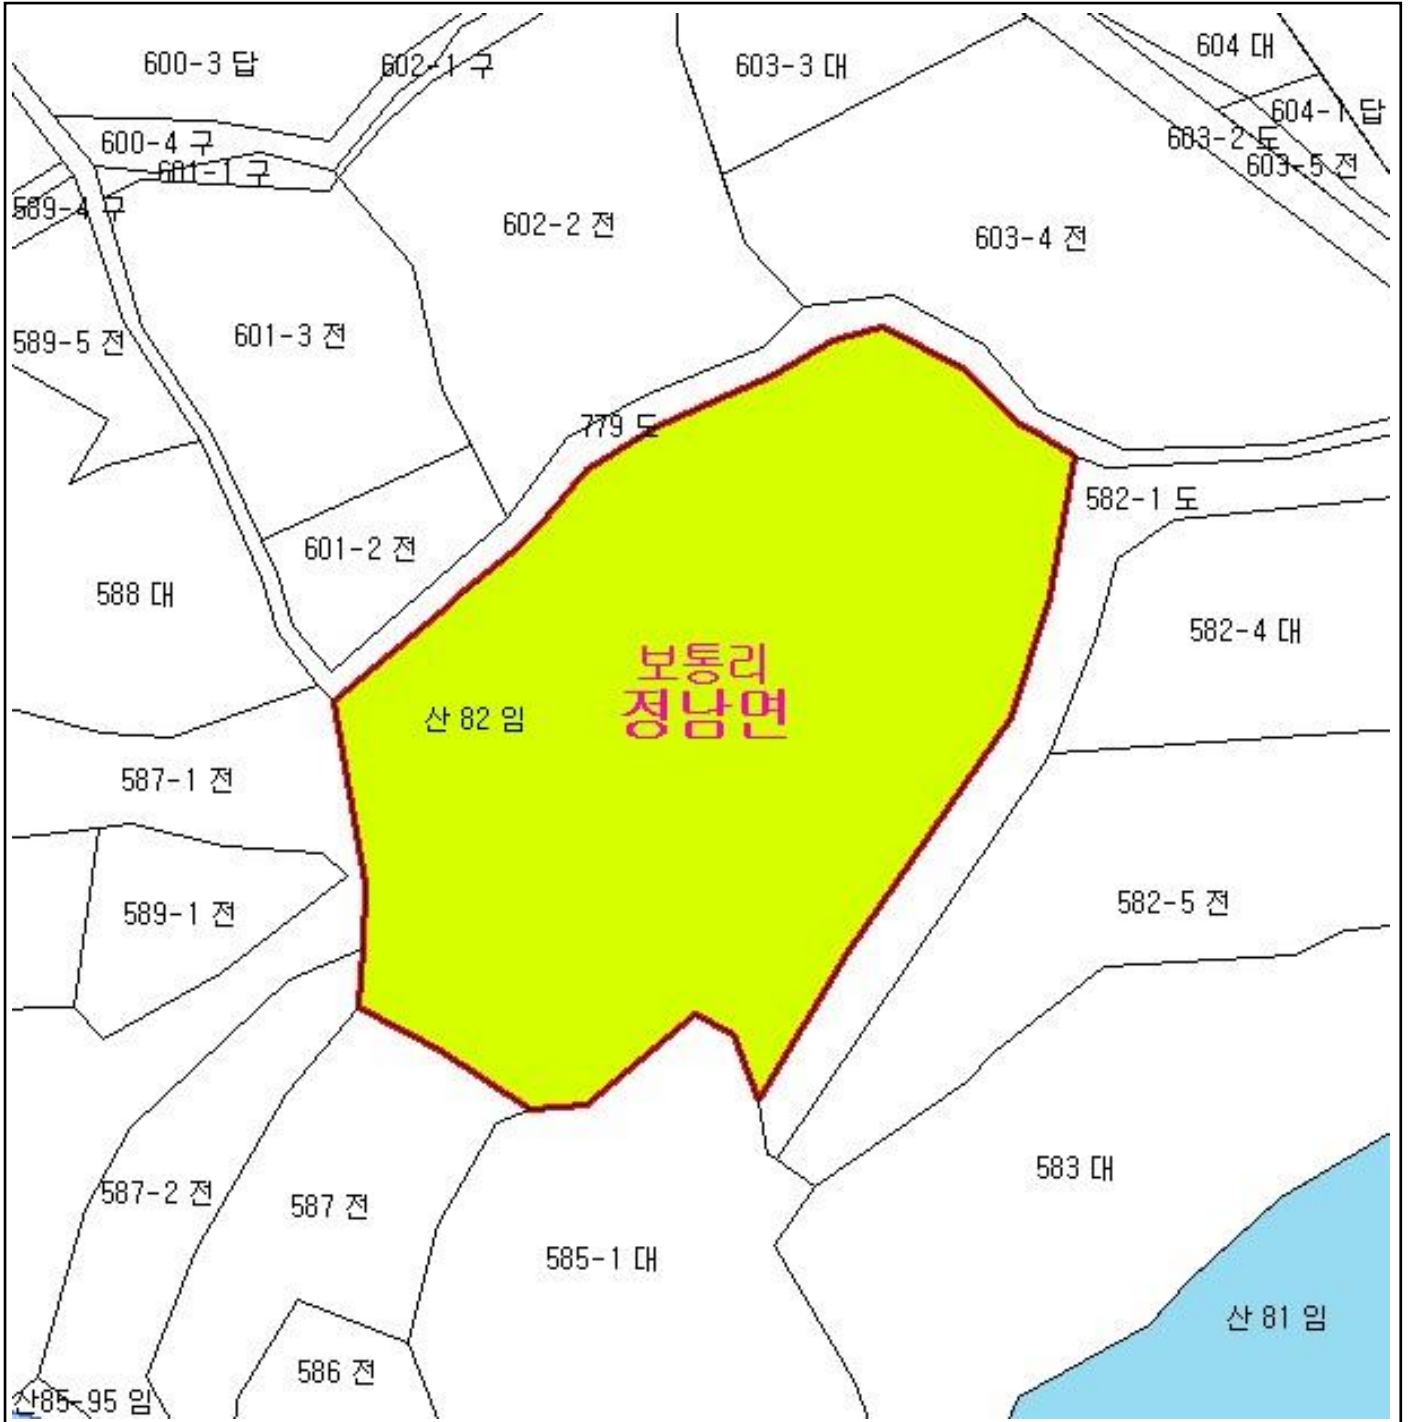 600-3 답
602-1 구
603-3 대
604 대
604-1 답
600-4 구
603-2 도
601-1 구
603-5 전
589-4 구
602-2 전
603-4 전
601-3 전
589-5 전
779 도
582-1 도
601-2 전
588 대
582-4 대
보통리
정남면
산 82 임
587-1 전
582-5 전
589-1 전
583 대
587-2 전
587 전
585-1 대
산 81 임
586 전
산85-95 임